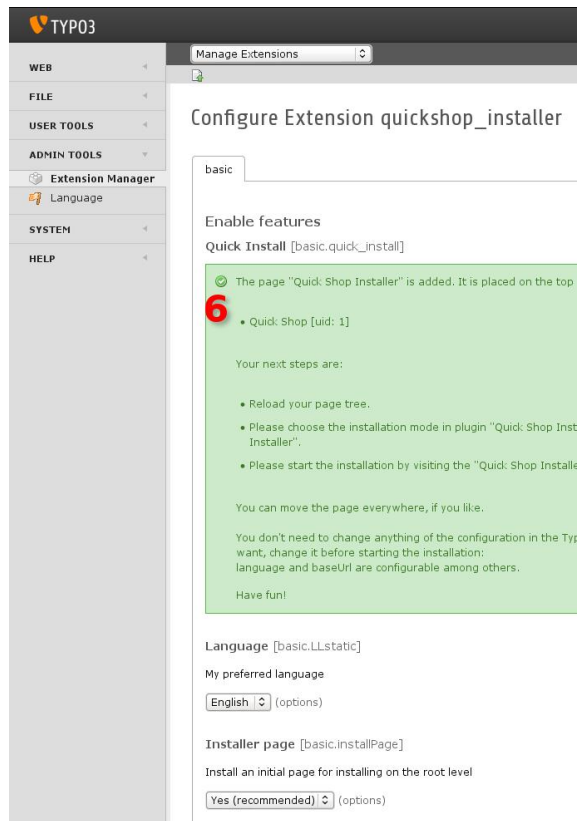 TYPO3
Manage Extensions
WEB
FILE
USER TOOLS
ADMIN TOOLS
Extension Manager
Language
SYSTEM
HELP
Configure Extension quickshop_installer
basic
Enable features
Quick Install [basic.quick_install]
The page "Quick Shop Installer" is added. It is placed on the top
6
• Quick Shop [uid: 1]
Your next steps are:
• Reload your page tree.
• Please choose the installation mode in plugin "Quick Shop Inst
Installer".
• Please start the installation by visiting the "Quick Shop Installe
You can move the page everywhere, if you like.
You don't need to change anything of the configuration in the Typ
want, change it before starting the installation:
language and baseUrl are configurable among others.
Have fun!
Language [basic.LLstatic]
My preferred language
English (options)
Installer page [basic.installPage]
Install an initial page for installing on the root level
Yes (recommended) (options)